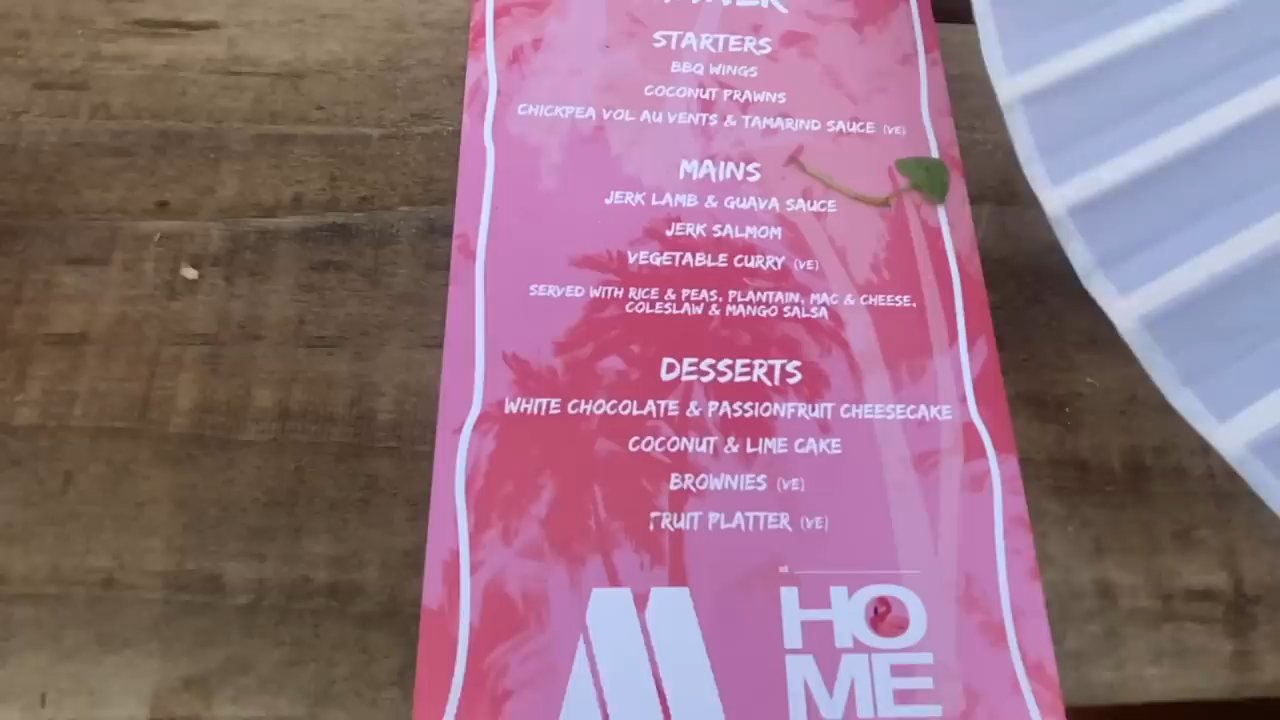 STARTERS
BBQ WINGS
COCONUT PRAWNS
CHICKPEA VOL AU VENTS & TAMARIND SAUCE (VE)
MAINS
JERK LAMB & GUAVA SAUCE
JERK SALMOM
VEGETABLE CURRY (VE)
SERVED WITH RICE & PEAS, PLANTAIN, MAC & CHEESE,
COLESLAW & MANGO SALSA
DESSERTS
WHITE CHOCOLATE & PASSIONFRUIT CHEESECAKE
COCONUT & LIME CAKE
BROWNIES (VE)
FRUIT PLATTER (VE)
HO
ME